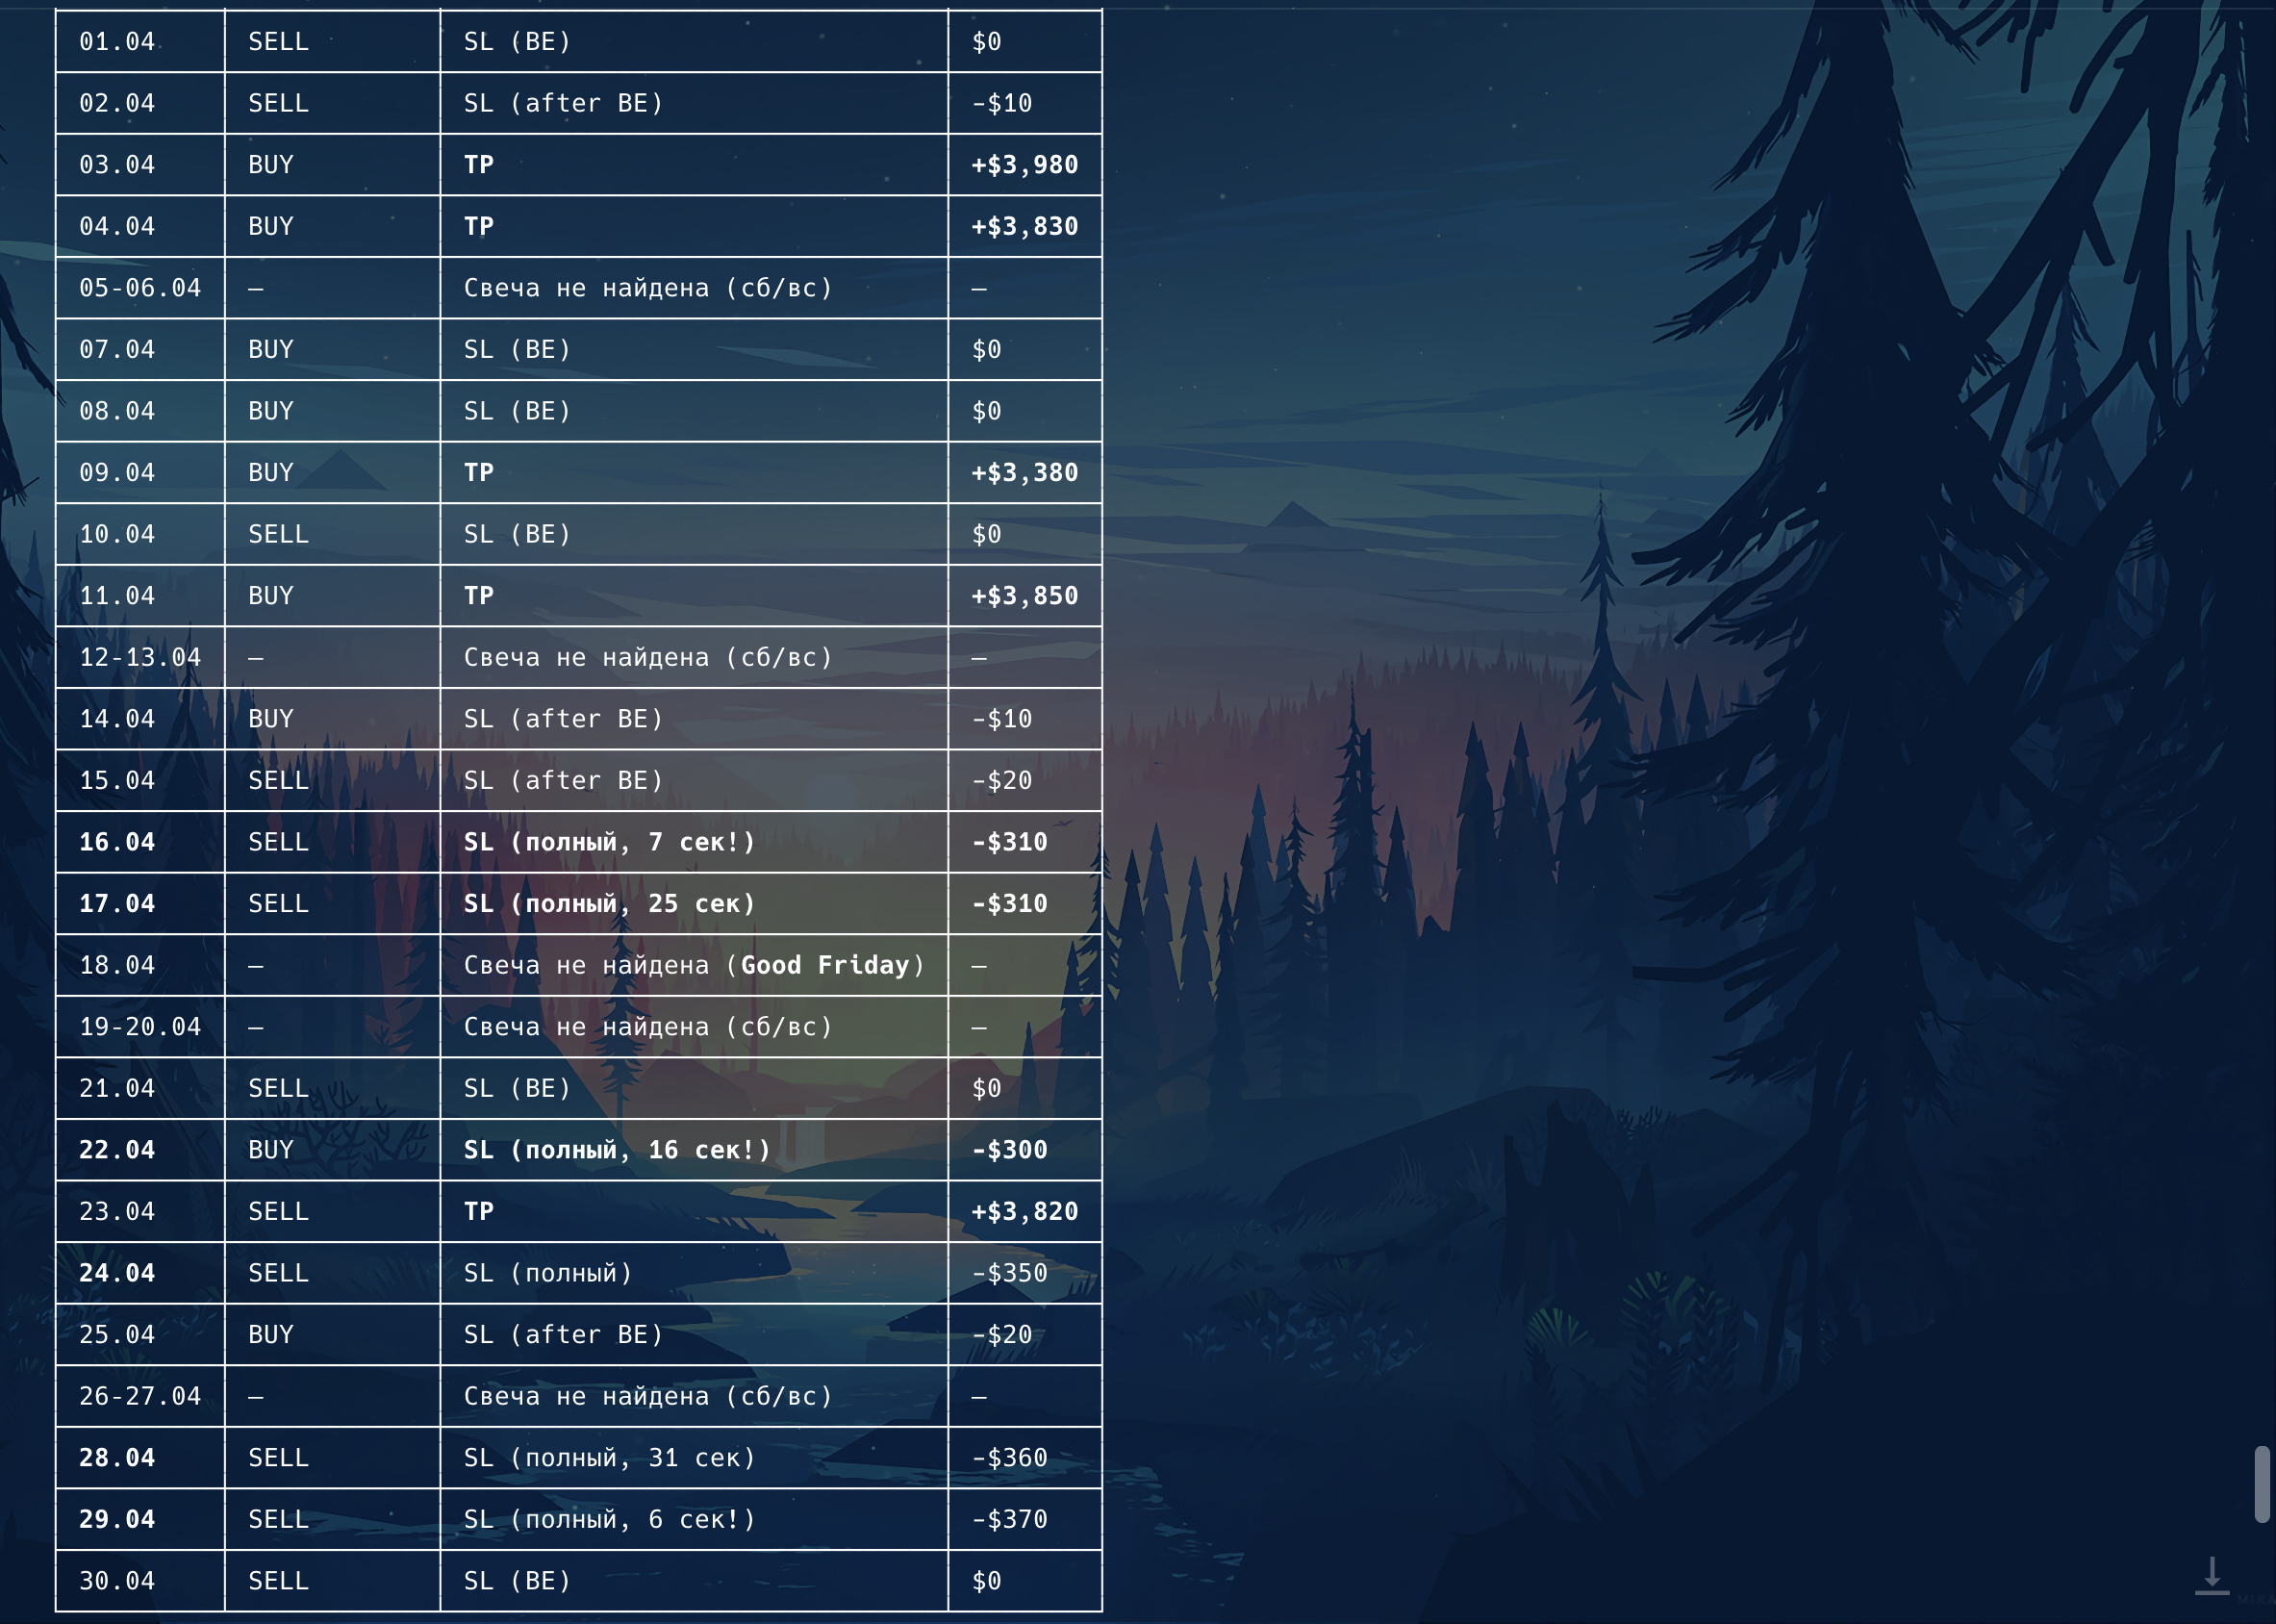 01.04 SELL SL (BE) $0
02.04 SELL SL (after BE) -$10
03.04 BUY TP +$3,980
04.04 BUY TP +$3,830
05-06.04 — Свеча не найдена (сб/вс) —
07.04 BUY SL (BE) $0
08.04 BUY SL (BE) $0
09.04 BUY TP +$3,380
10.04 SELL SL (BE) $0
11.04 BUY TP +$3,850
12-13.04 — Свеча не найдена (сб/вс) —
14.04 BUY SL (after BE) -$10
15.04 SELL SL (after BE) -$20
16.04 SELL SL (полный, 7 сек!) -$310
17.04 SELL SL (полный, 25 сек) -$310
18.04 — Свеча не найдена (Good Friday) —
19-20.04 — Свеча не найдена (сб/вс) —
21.04 SELL SL (BE) $0
22.04 BUY SL (полный, 16 сек!) -$300
23.04 SELL TP +$3,820
24.04 SELL SL (полный) -$350
25.04 BUY SL (after BE) -$20
26-27.04 — Свеча не найдена (сб/вс) —
28.04 SELL SL (полный, 31 сек) -$360
29.04 SELL SL (полный, 6 сек!) -$370
30.04 SELL SL (BE) $0